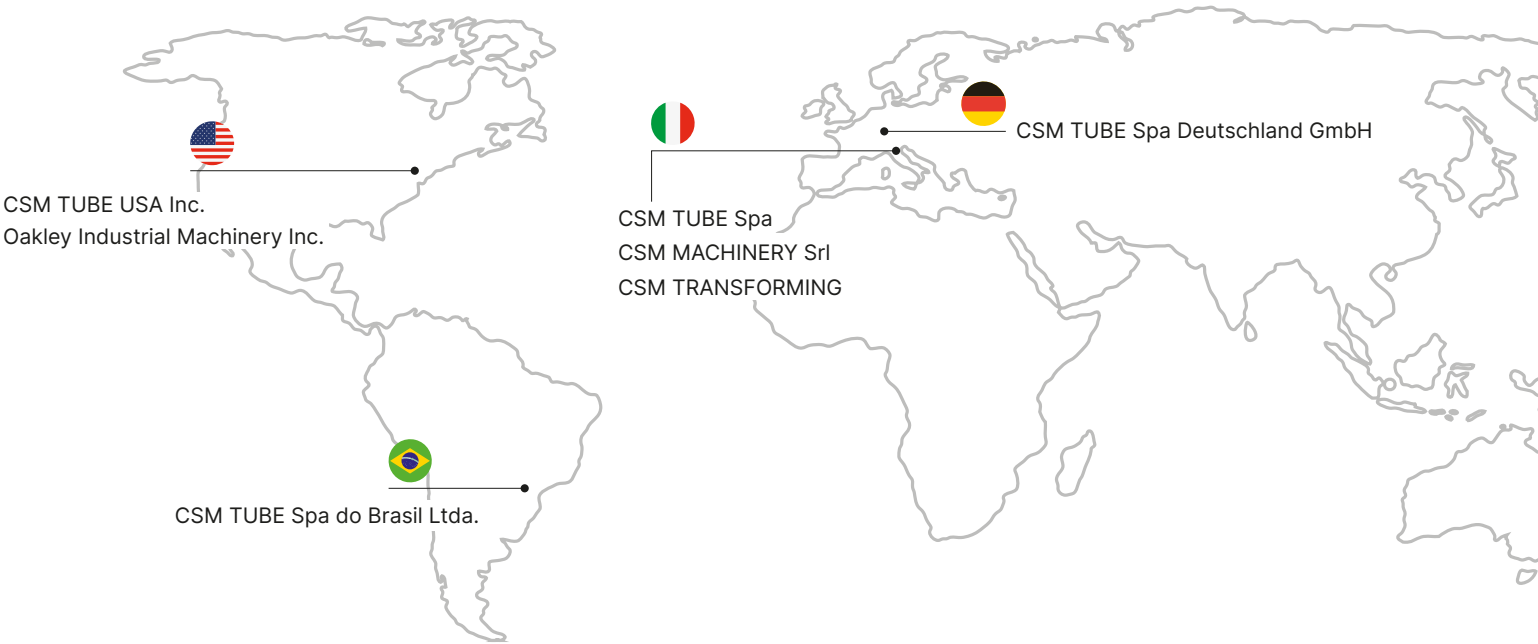 CSM TUBE Spa Deutschland GmbH
CSM TUBE USA Inc.
Oakley Industrial Machinery Inc.
CSM TUBE Spa
CSM MACHINERY Srl
CSM TRANSFORMING
CSM TUBE Spa do Brasil Ltda.